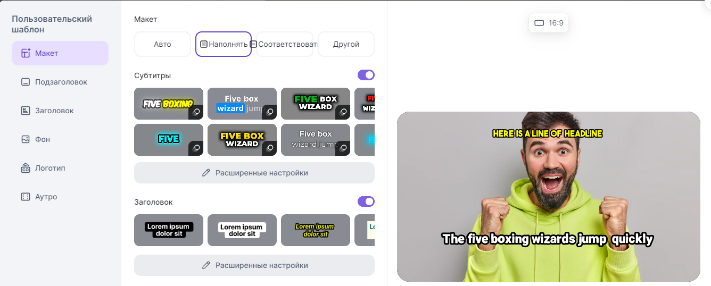 Пользовательский
шаблон
Макет
Подзаголовок
Заголовок
Фон
Логотип
Аутро
Макет
Авто
Наполнять
Соответствоват
Другой
Субтитры
FIVE BOXING
Five box
wizard jum
FIVE BOX
WIZARD
FIVE
FIVE BOX
WIZARD
Five box
wizard jum
Расширенные настройки
Заголовок
Lorem ipsum
dolor sit
Lorem ipsum
dolor sit
Lorem ipsum
dolor sit
Расширенные настройки
16:9
HERE IS A LINE OF HEADLINE
The five boxing wizards jump quickly